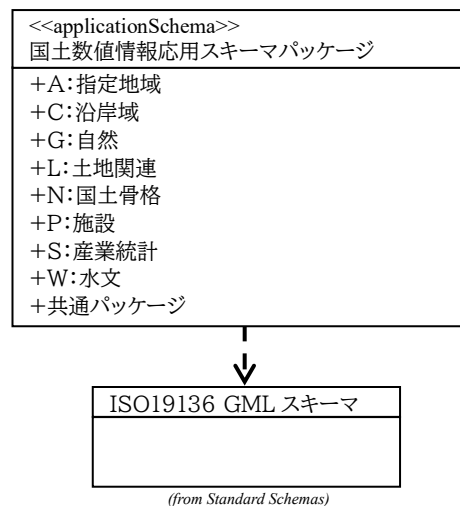 <<applicationSchema>>
国土数値情報応用スキーマパッケージ
+A:指定地域
+C:沿岸域
+G:自然
+L:土地関連
+N:国土骨格
+P:施設
+S:産業統計
+W:水文
+共通パッケージ
ISO19136 GML スキーマ
(from Standard Schemas)